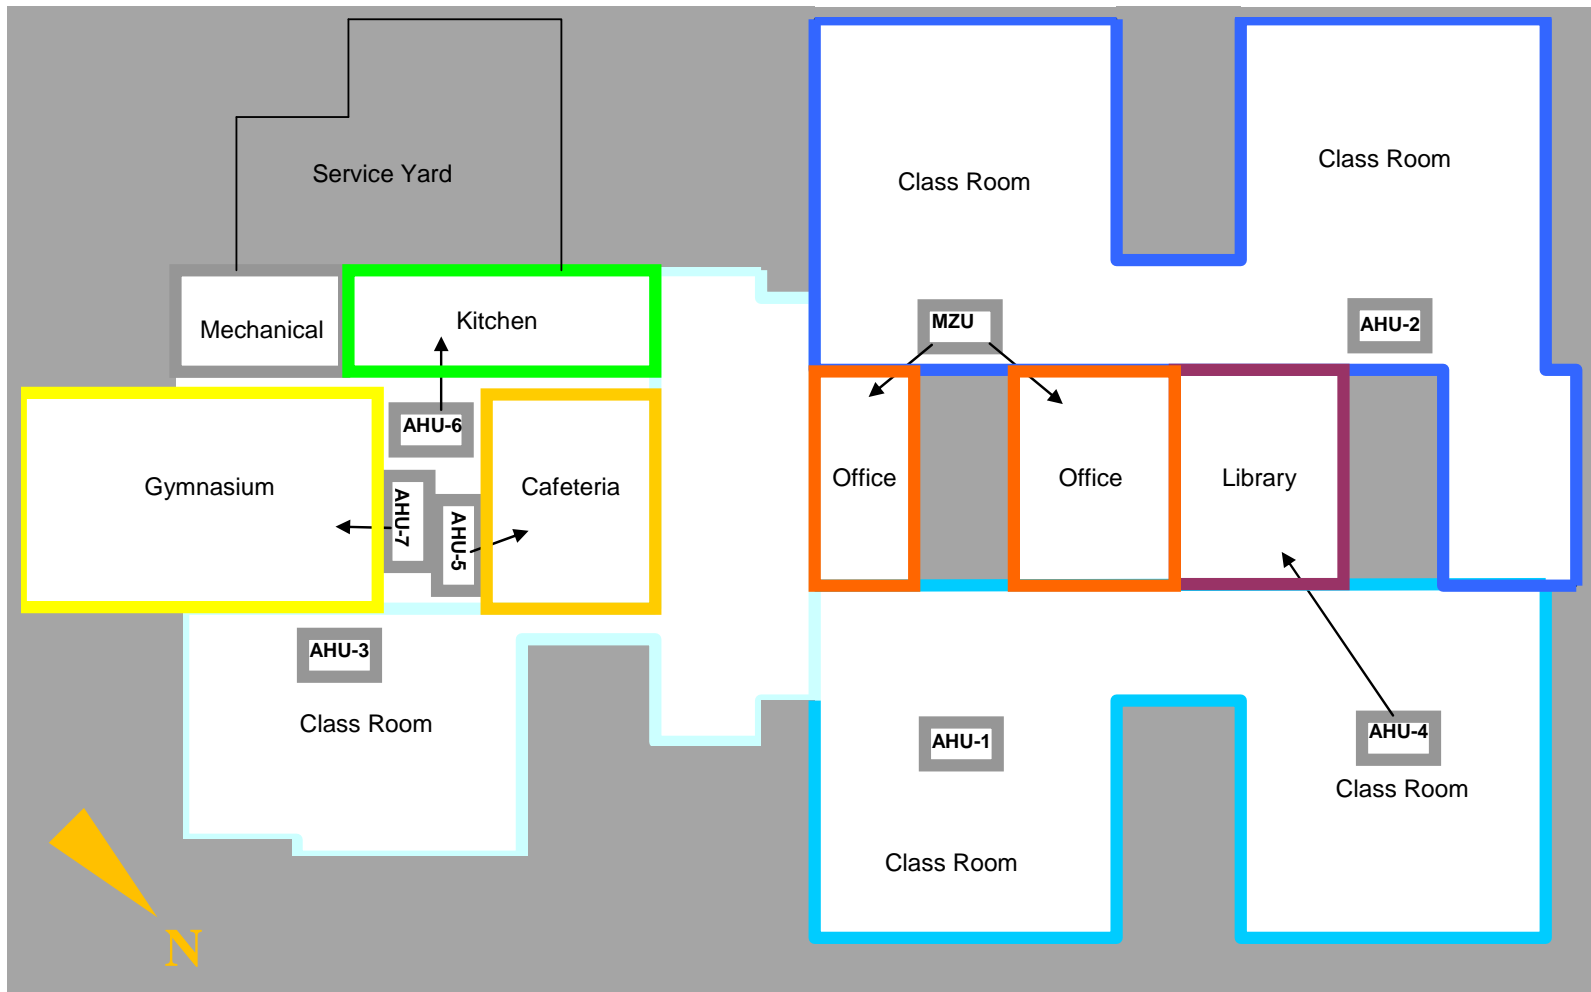 Service Yard
Class Room
Class Room
Mechanical
Kitchen
MZU
AHU-2
AHU-6
Gymnasium
AHU-7
AHU-5
Cafeteria
Office
Office
Library
AHU-3
Class Room
AHU-1
AHU-4
Class Room
Class Room
N